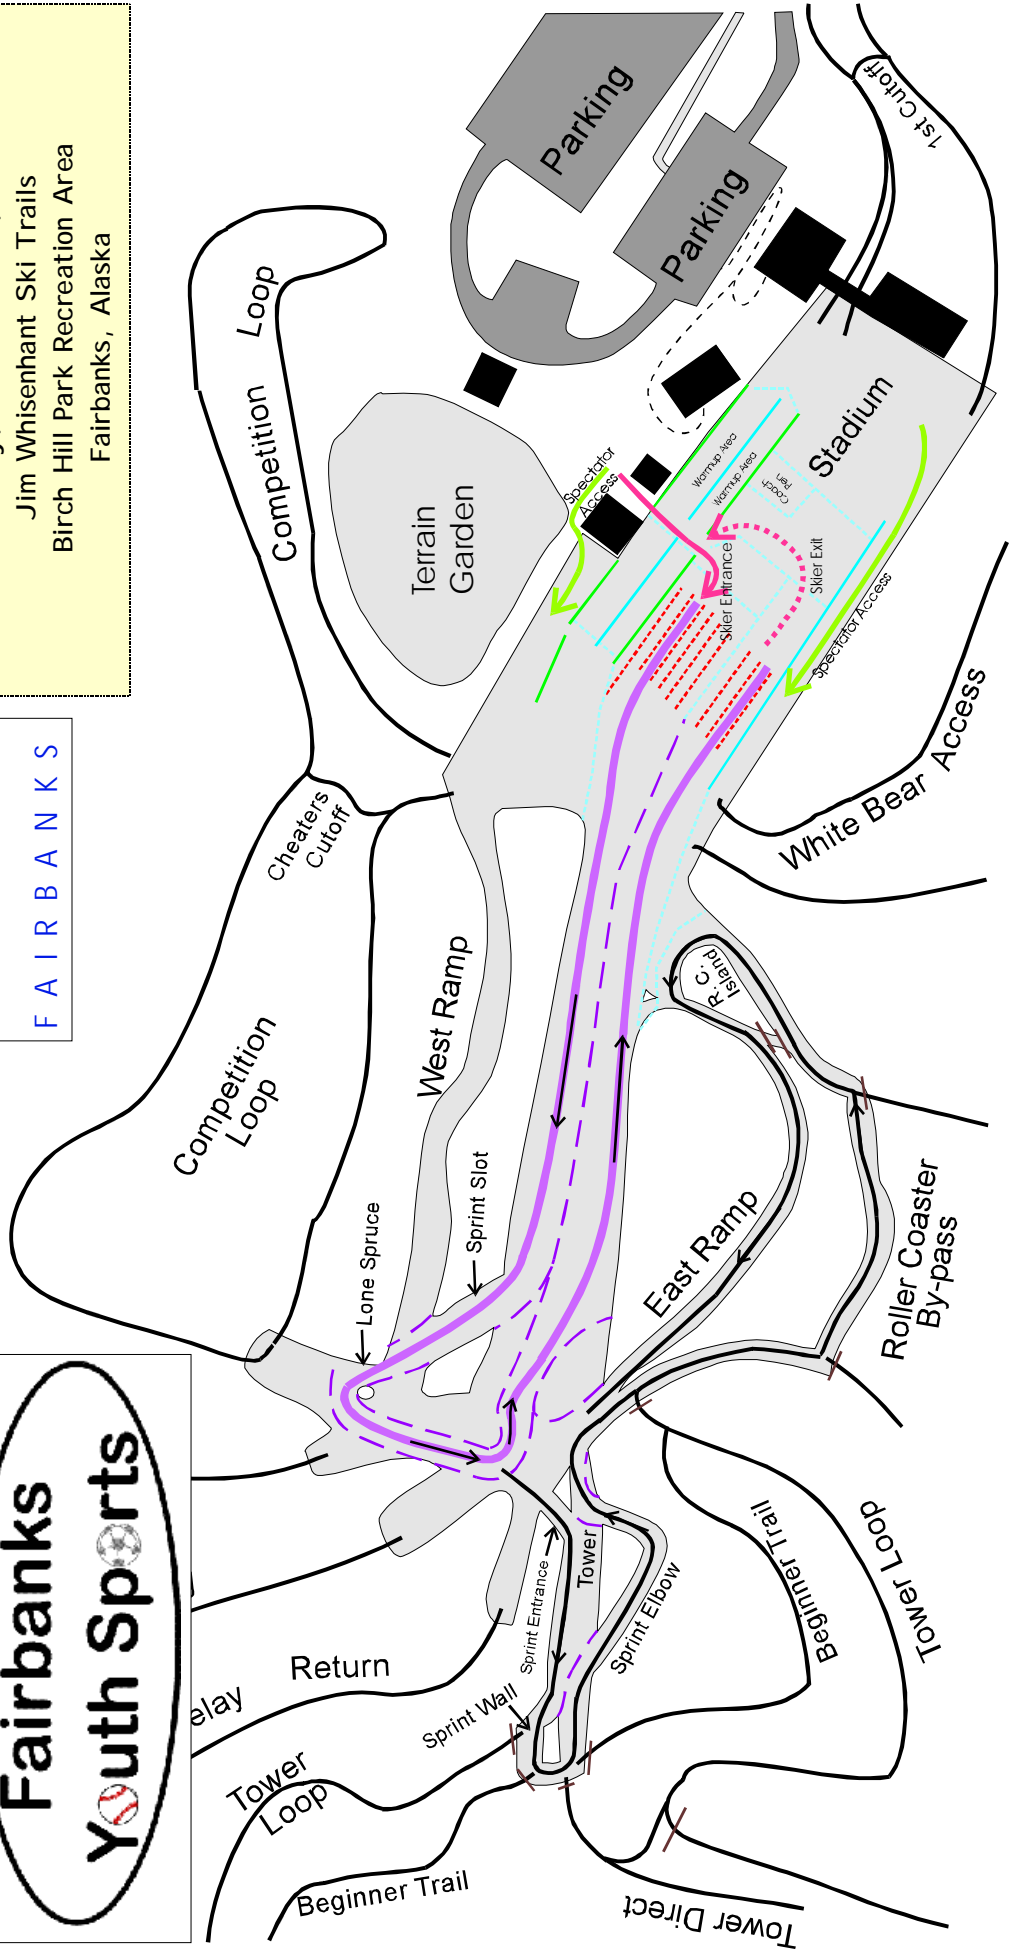 Jim Whisenhant Ski Trails
Birch Hill Park Recreation Area
Fairbanks, Alaska
FAIRBANKS
Fairbanks
Youth Sports
Parking
Parking
1st Cutoff
Loop
Competition
Terrain
Garden
Spectator
Access
Warmup Area
Warmup Area
Coach
Pen
Stadium
Skier Entrance
Skier Exit
Spectator Access
White Bear Access
Cheaters
Cutoff
West Ramp
Competition
Loop
R.C.
Island
Lone Spruce
Sprint Slot
East Ramp
Roller Coaster
By-pass
Sprint Entrance
Tower
Sprint Elbow
Sprint Wall
Beginner Trail
Tower Loop
Return
elay
Tower
Loop
Beginner Trail
Tower Direct